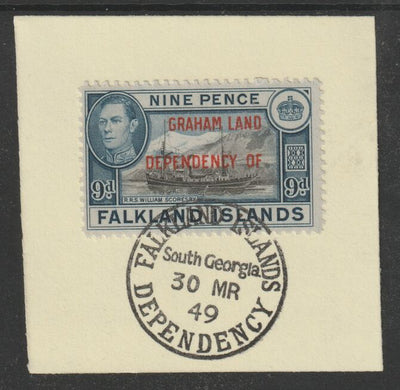 NINE PENCE
GRAHAM LAND
DEPENDENCY OF
9d 9d
R.R.S. WILLIAM SCORESBY
FALKLAND ISLANDS
FALKLAND ISLANDS
South Georgia
30 MR
49
DEPENDENCY